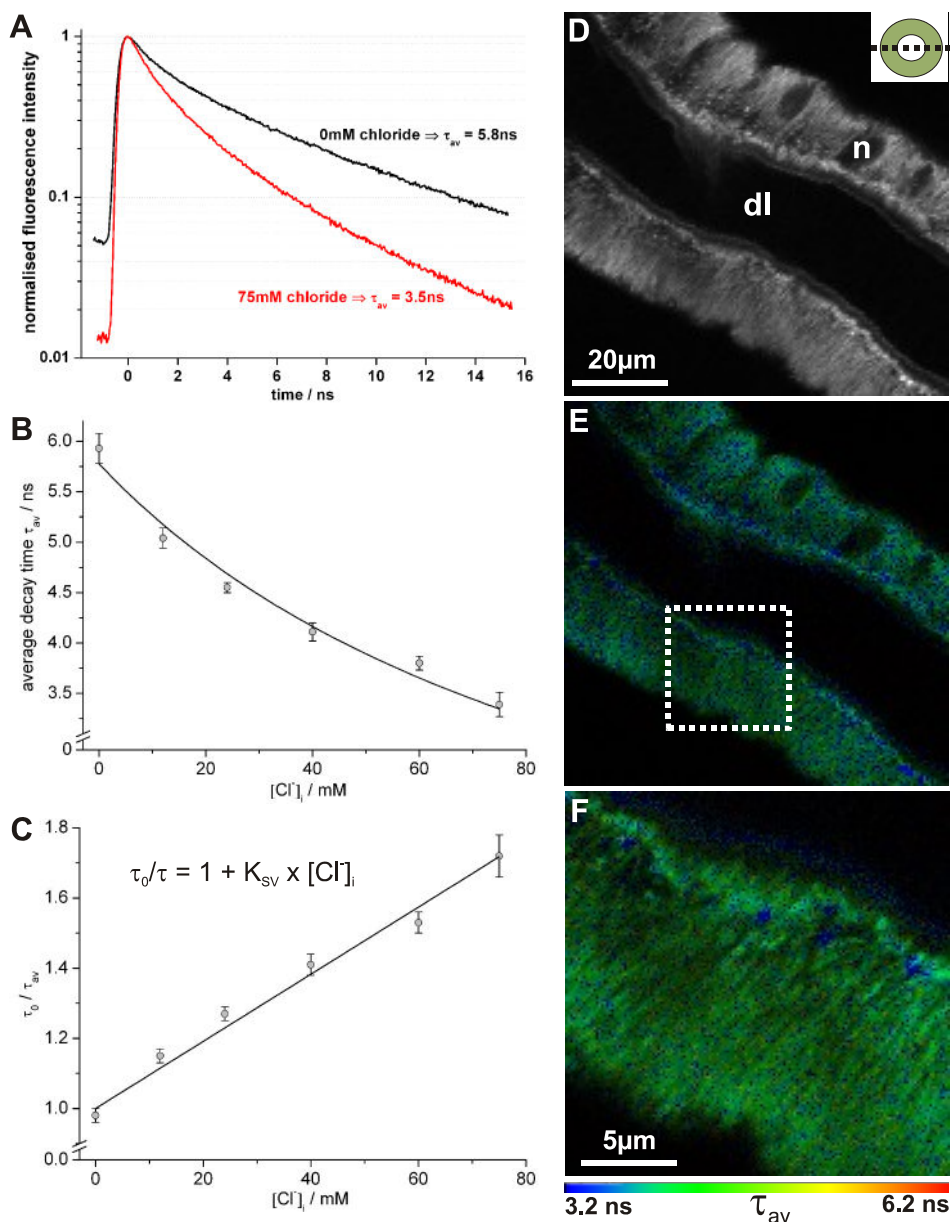 A
normalised fluorescence intensity
1
0.1
0.01
0mM chloride ⇒ τav = 5.8ns
75mM chloride ⇒ τav = 3.5ns
0 2 4 6 8 10 12 14 16
time / ns
B
average decay time τav / ns
6.0
5.5
5.0
4.5
4.0
3.5
0
0 20 40 60 80
[Cl-]i / mM
C
τ0 / τav
1.8
1.6
1.4
1.2
1.0
0.0
τ0/τ = 1 + KSV x [Cl-]i
0 20 40 60 80
[Cl-]i / mM
D
n
dl
20µm
E
F
5µm
3.2 ns τav 6.2 ns